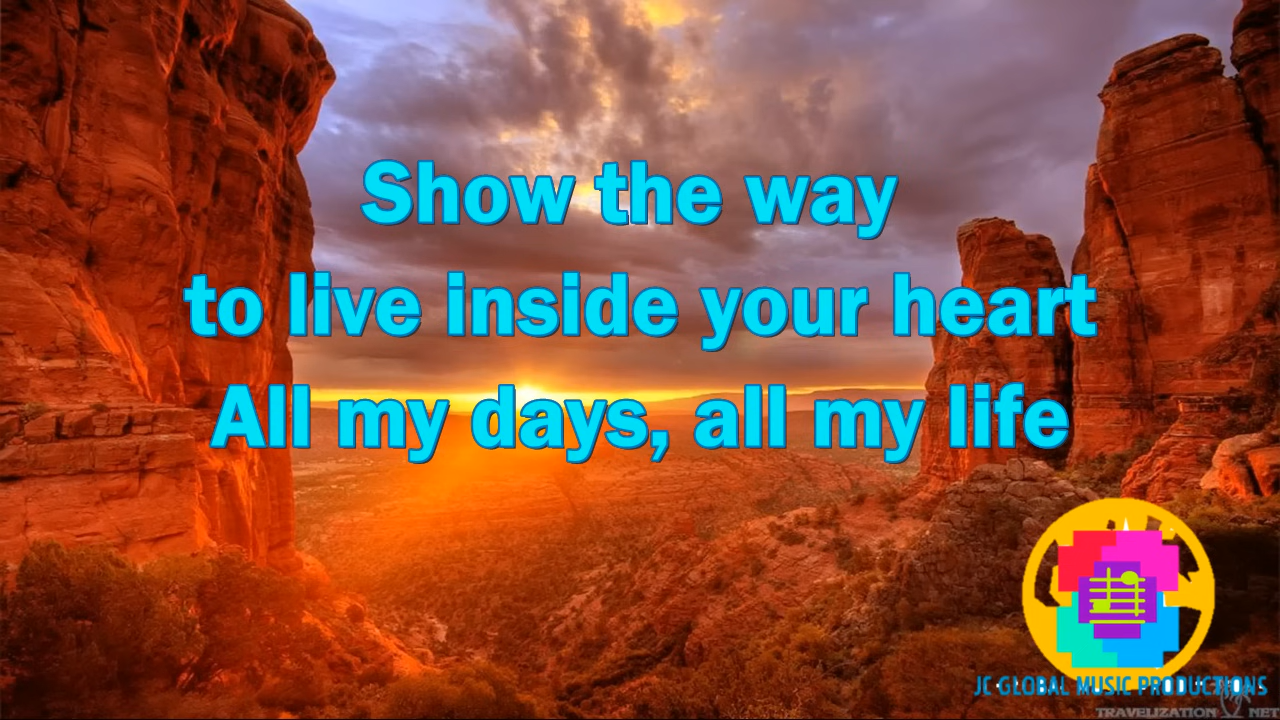 Show the way
to live inside your heart
All my days, all my life
JC GLOBAL MUSIC PRODUCTIONS
TRAVELIZATION NET